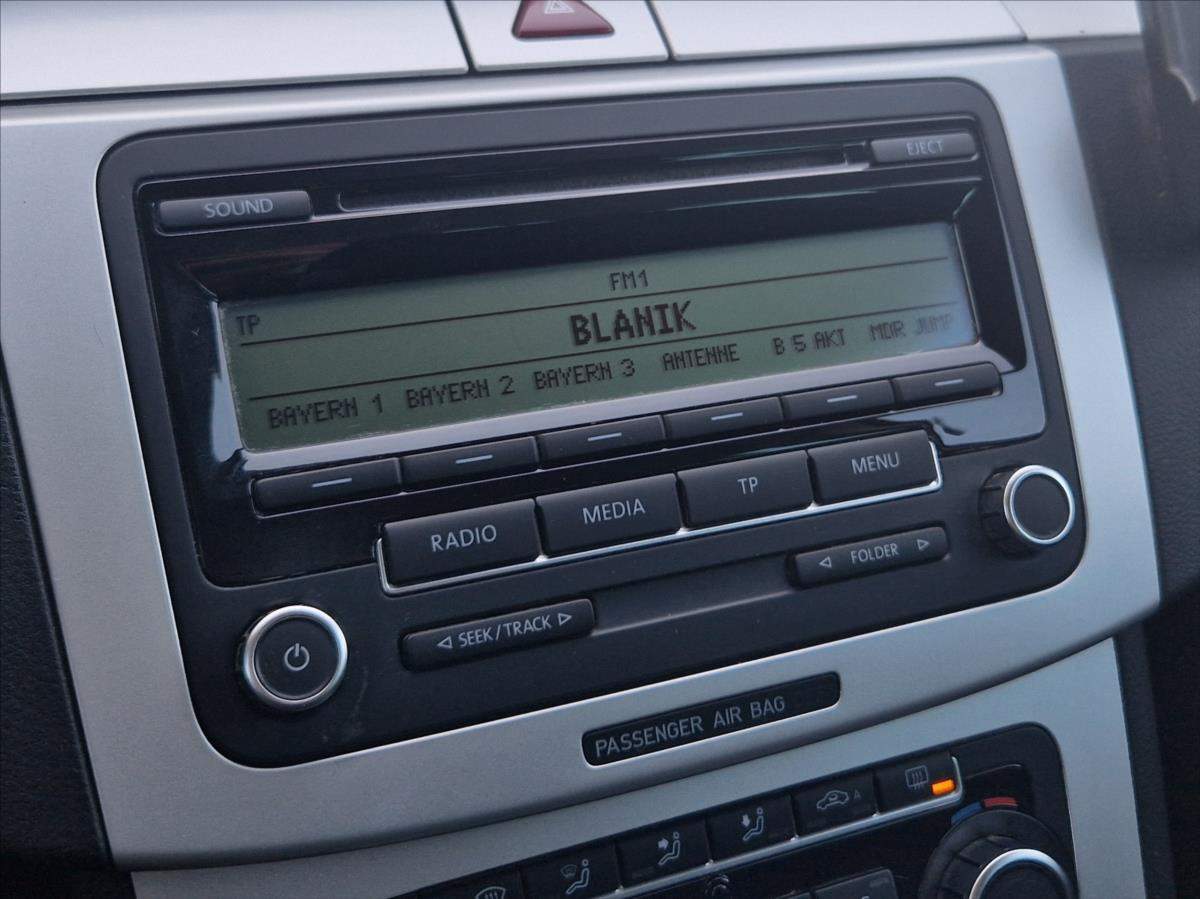 EJECT
SOUND
FM1
TP
BLANIK
BAYERN 1 BAYERN 2 BAYERN 3 ANTENNE B 5 AKT MDR JUMP
RADIO MEDIA TP MENU
SEEK/TRACK FOLDER
PASSENGER AIR BAG
A